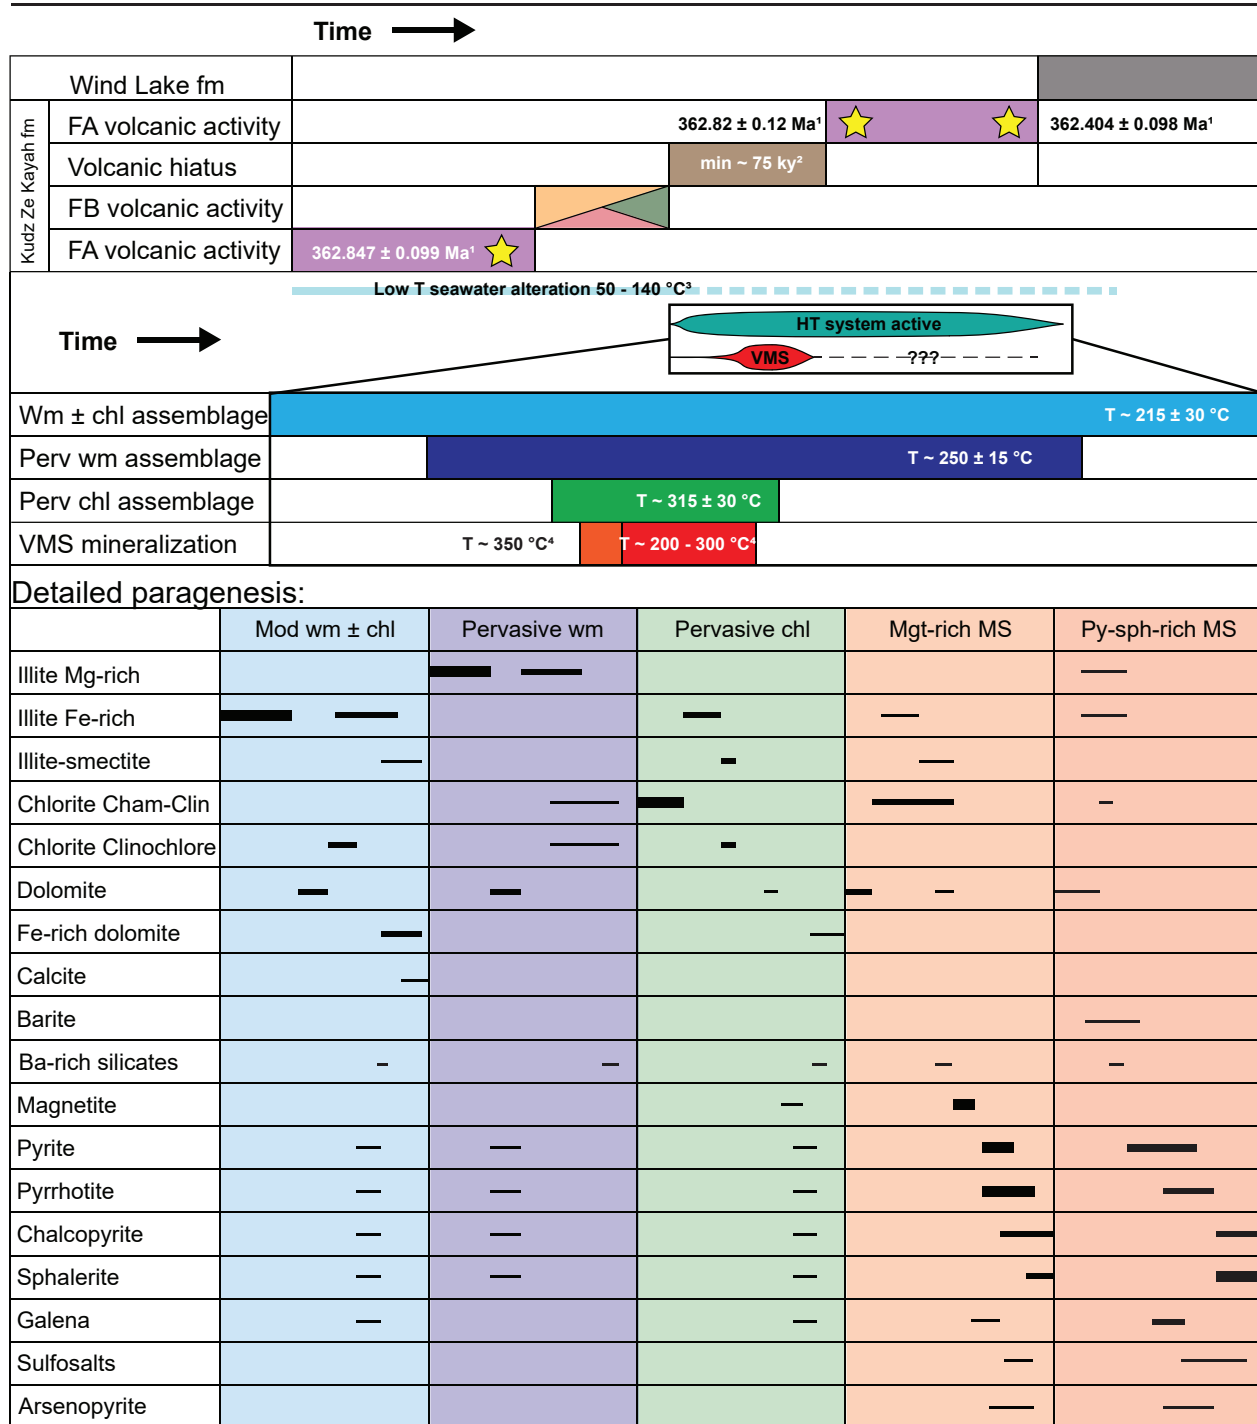 Time
Wind Lake fm
Kudz Ze Kayah fm
FA volcanic activity
362.82 ± 0.12 Ma¹
362.404 ± 0.098 Ma¹
Volcanic hiatus
min ~ 75 ky²
FB volcanic activity
FA volcanic activity
362.847 ± 0.099 Ma¹
Low T seawater alteration 50 - 140 °C³
HT system active
Time
VMS
???
Wm ± chl assemblage
T ~ 215 ± 30 °C
Perv wm assemblage
T ~ 250 ± 15 °C
Perv chl assemblage
T ~ 315 ± 30 °C
VMS mineralization
T ~ 350 °C⁴
T ~ 200 - 300 °C⁴
Detailed paragenesis:
Mod wm ± chl
Pervasive wm
Pervasive chl
Mgt-rich MS
Py-sph-rich MS
Illite Mg-rich
Illite Fe-rich
Illite-smectite
Chlorite Cham-Clin
Chlorite Clinochlore
Dolomite
Fe-rich dolomite
Calcite
Barite
Ba-rich silicates
Magnetite
Pyrite
Pyrrhotite
Chalcopyrite
Sphalerite
Galena
Sulfosalts
Arsenopyrite